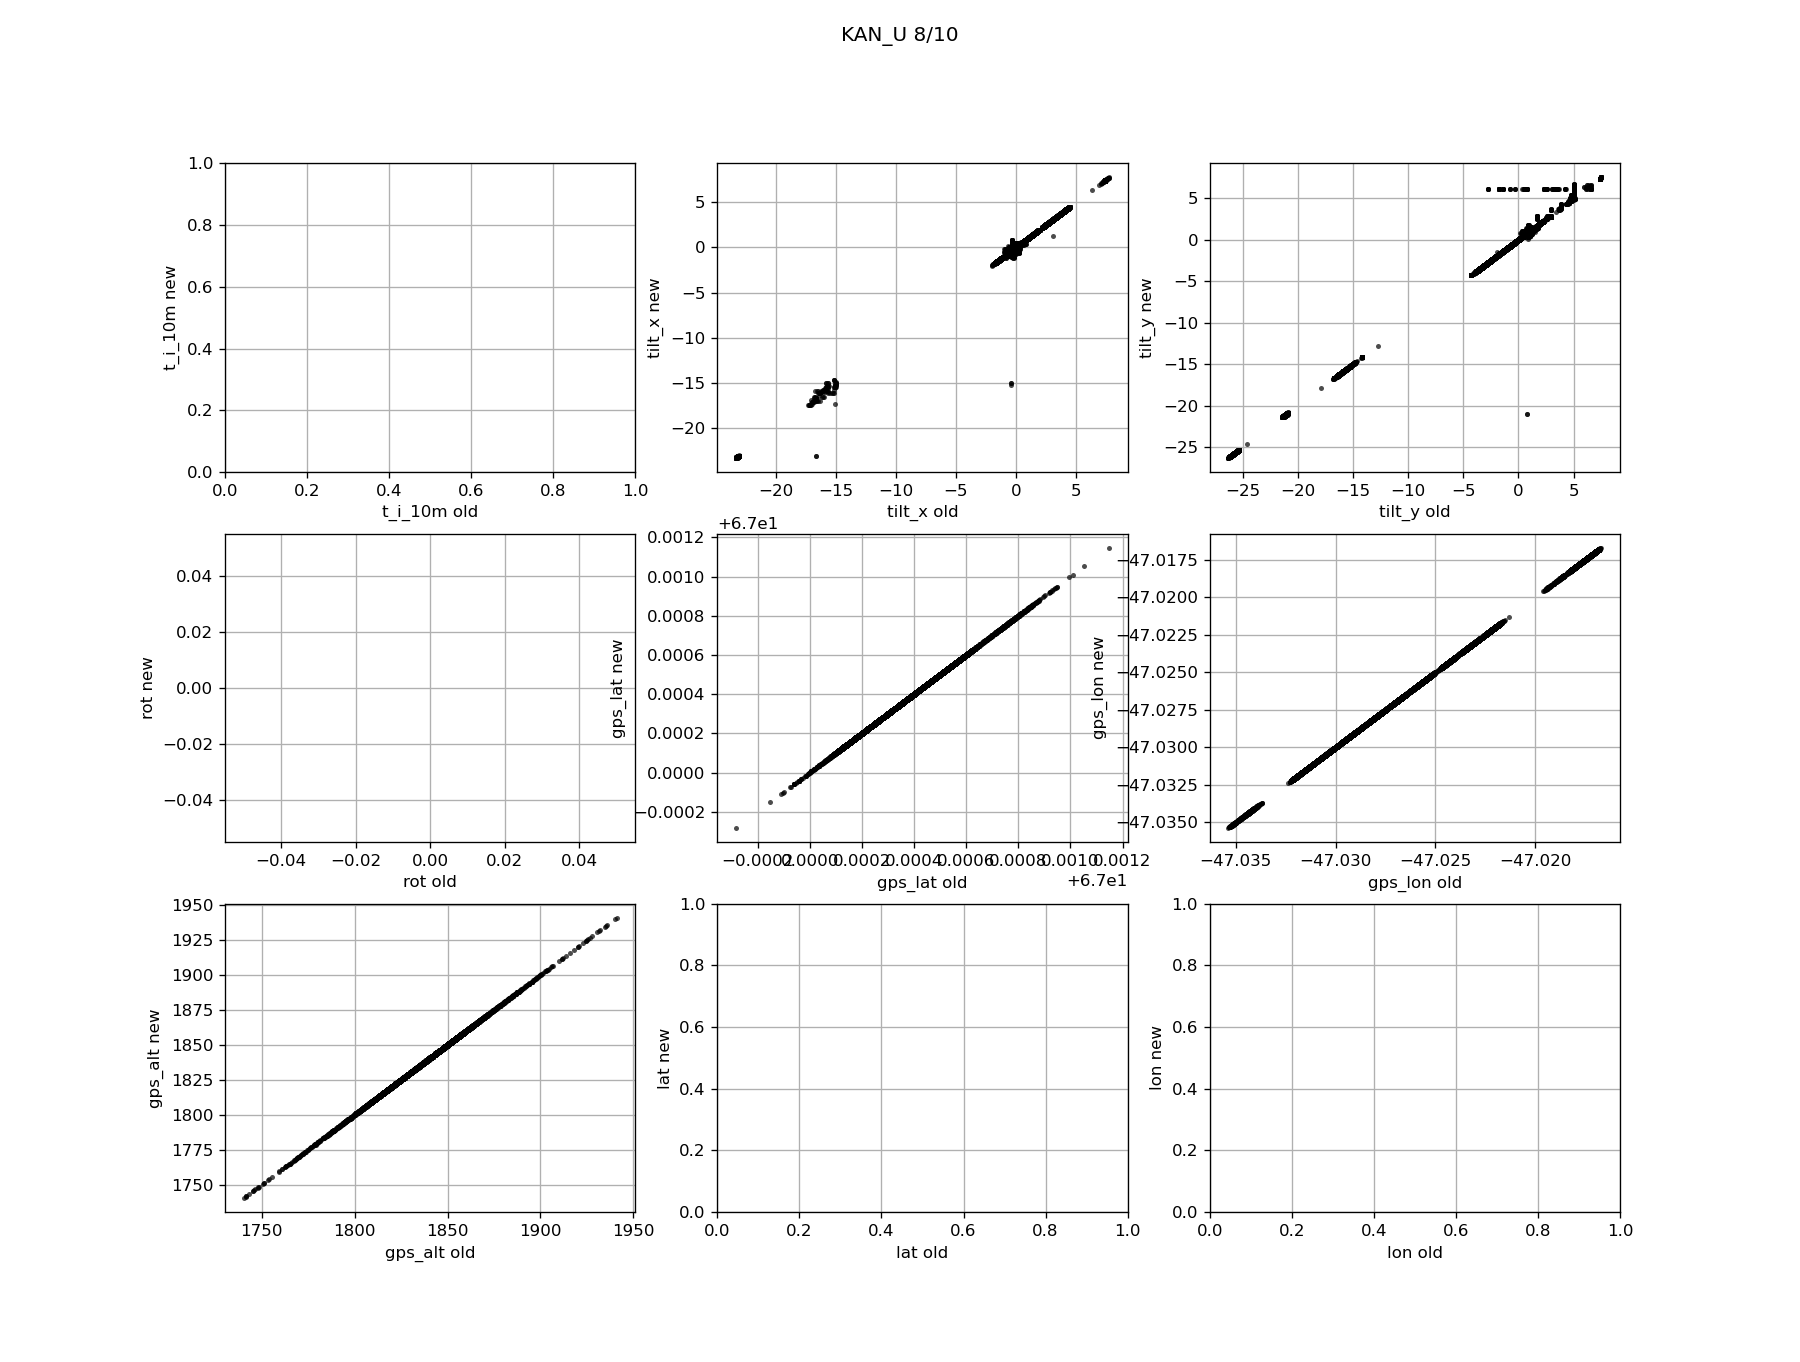 KAN_U 8/10
1.0
0.8
0.6
0.4
0.2
0.0
t_i_10m new
0.0 0.2 0.4 0.6 0.8 1.0
t_i_10m old
5
0
−5
−10
−15
−20
tilt_x new
−20 −15 −10 −5 0 5
tilt_x old
5
0
−5
−10
−15
−20
−25
tilt_y new
−25 −20 −15 −10 −5 0 5
tilt_y old
0.04
0.02
0.00
−0.02
−0.04
rot new
−0.04 −0.02 0.00 0.02 0.04
rot old
+6.7e1
0.0012
0.0010
0.0008
0.0006
0.0004
0.0002
0.0000
−0.0002
gps_lat new
−0.0002 0.0000 0.0002 0.0004 0.0006 0.0008 0.0010 0.0012
gps_lat old
+6.7e1
−47.0175
−47.0200
−47.0225
−47.0250
−47.0275
−47.0300
−47.0325
−47.0350
gps_lon new
−47.035 −47.030 −47.025 −47.020
gps_lon old
1950
1925
1900
1875
1850
1825
1800
1775
1750
gps_alt new
1750 1800 1850 1900 1950
gps_alt old
1.0
0.8
0.6
0.4
0.2
0.0
lat new
0.0 0.2 0.4 0.6 0.8 1.0
lat old
1.0
0.8
0.6
0.4
0.2
0.0
lon new
0.0 0.2 0.4 0.6 0.8 1.0
lon old